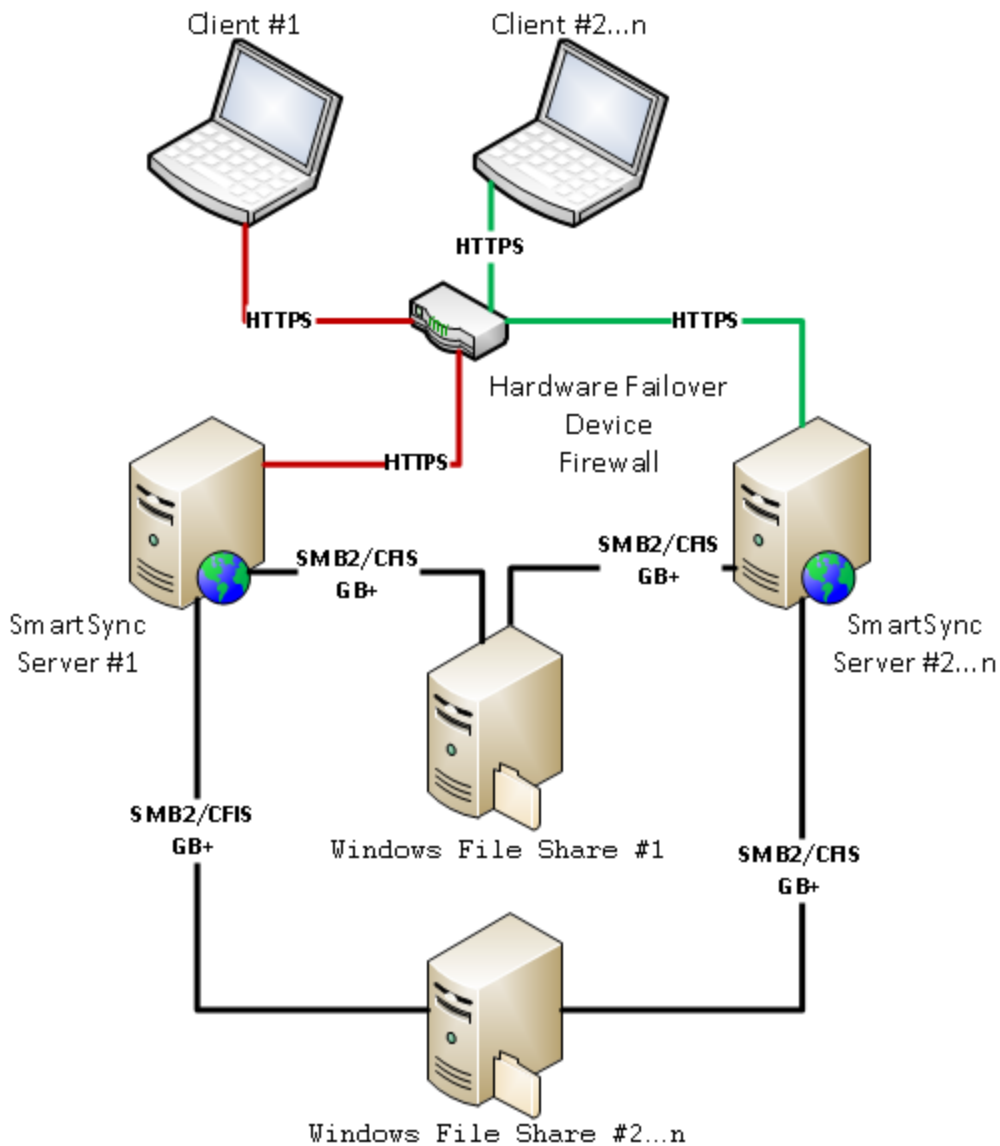 Client #1
Client #2...n
HTTPS
HTTPS
HTTPS
Hardware Failover
Device
Firewall
HTTPS
SMB2/CFIS
GB+
SMB2/CFIS
GB+
SmartSync
Server #1
SmartSync
Server #2...n
SMB2/CFIS
GB+
Windows File Share #1
SMB2/CFIS
GB+
Windows File Share #2...n